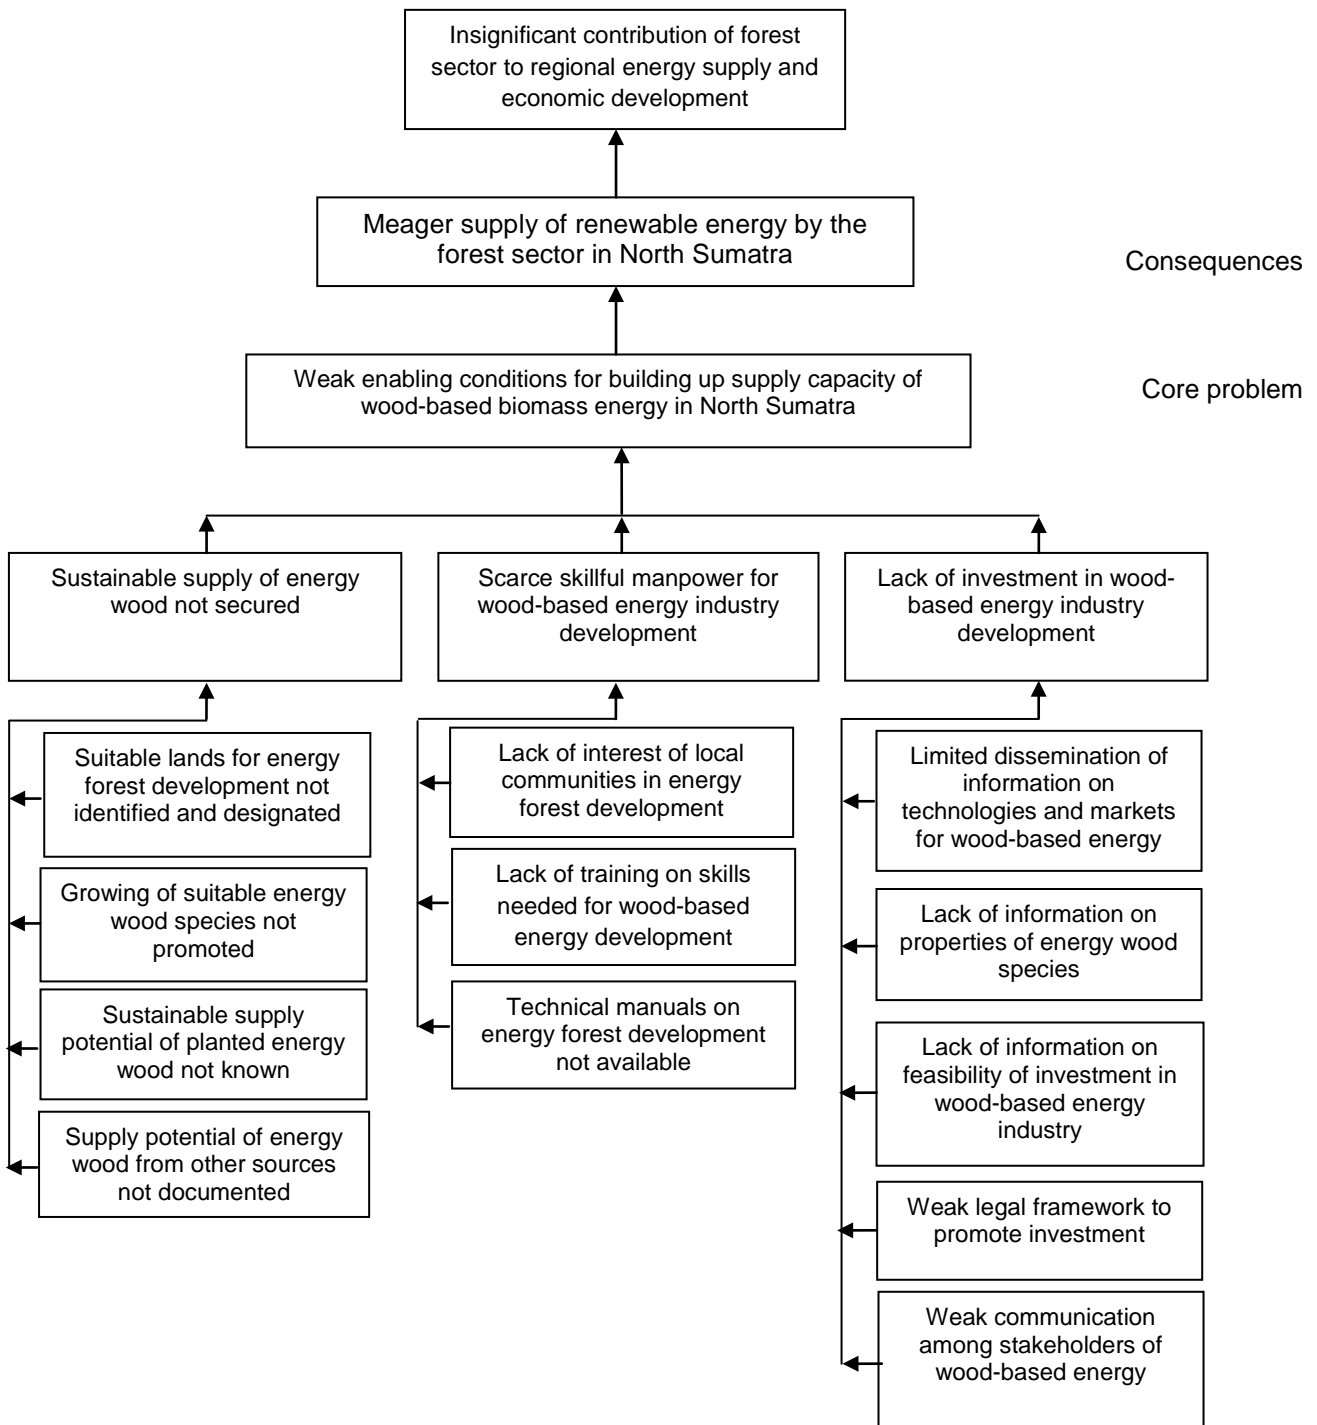 Insignificant contribution of forest
sector to regional energy supply and
economic development
Meager supply of renewable energy by the
forest sector in North Sumatra
Consequences
Weak enabling conditions for building up supply capacity of
wood-based biomass energy in North Sumatra
Core problem
Sustainable supply of energy
wood not secured
Scarce skillful manpower for
wood-based energy industry
development
Lack of investment in wood-
based energy industry
development
Suitable lands for energy
forest development not
identified and designated
Growing of suitable energy
wood species not
promoted
Sustainable supply
potential of planted energy
wood not known
Supply potential of energy
wood from other sources
not documented
Lack of interest of local
communities in energy
forest development
Lack of training on skills
needed for wood-based
energy development
Technical manuals on
energy forest development
not available
Limited dissemination of
information on
technologies and markets
for wood-based energy
Lack of information on
properties of energy wood
species
Lack of information on
feasibility of investment in
wood-based energy
industry
Weak legal framework to
promote investment
Weak communication
among stakeholders of
wood-based energy